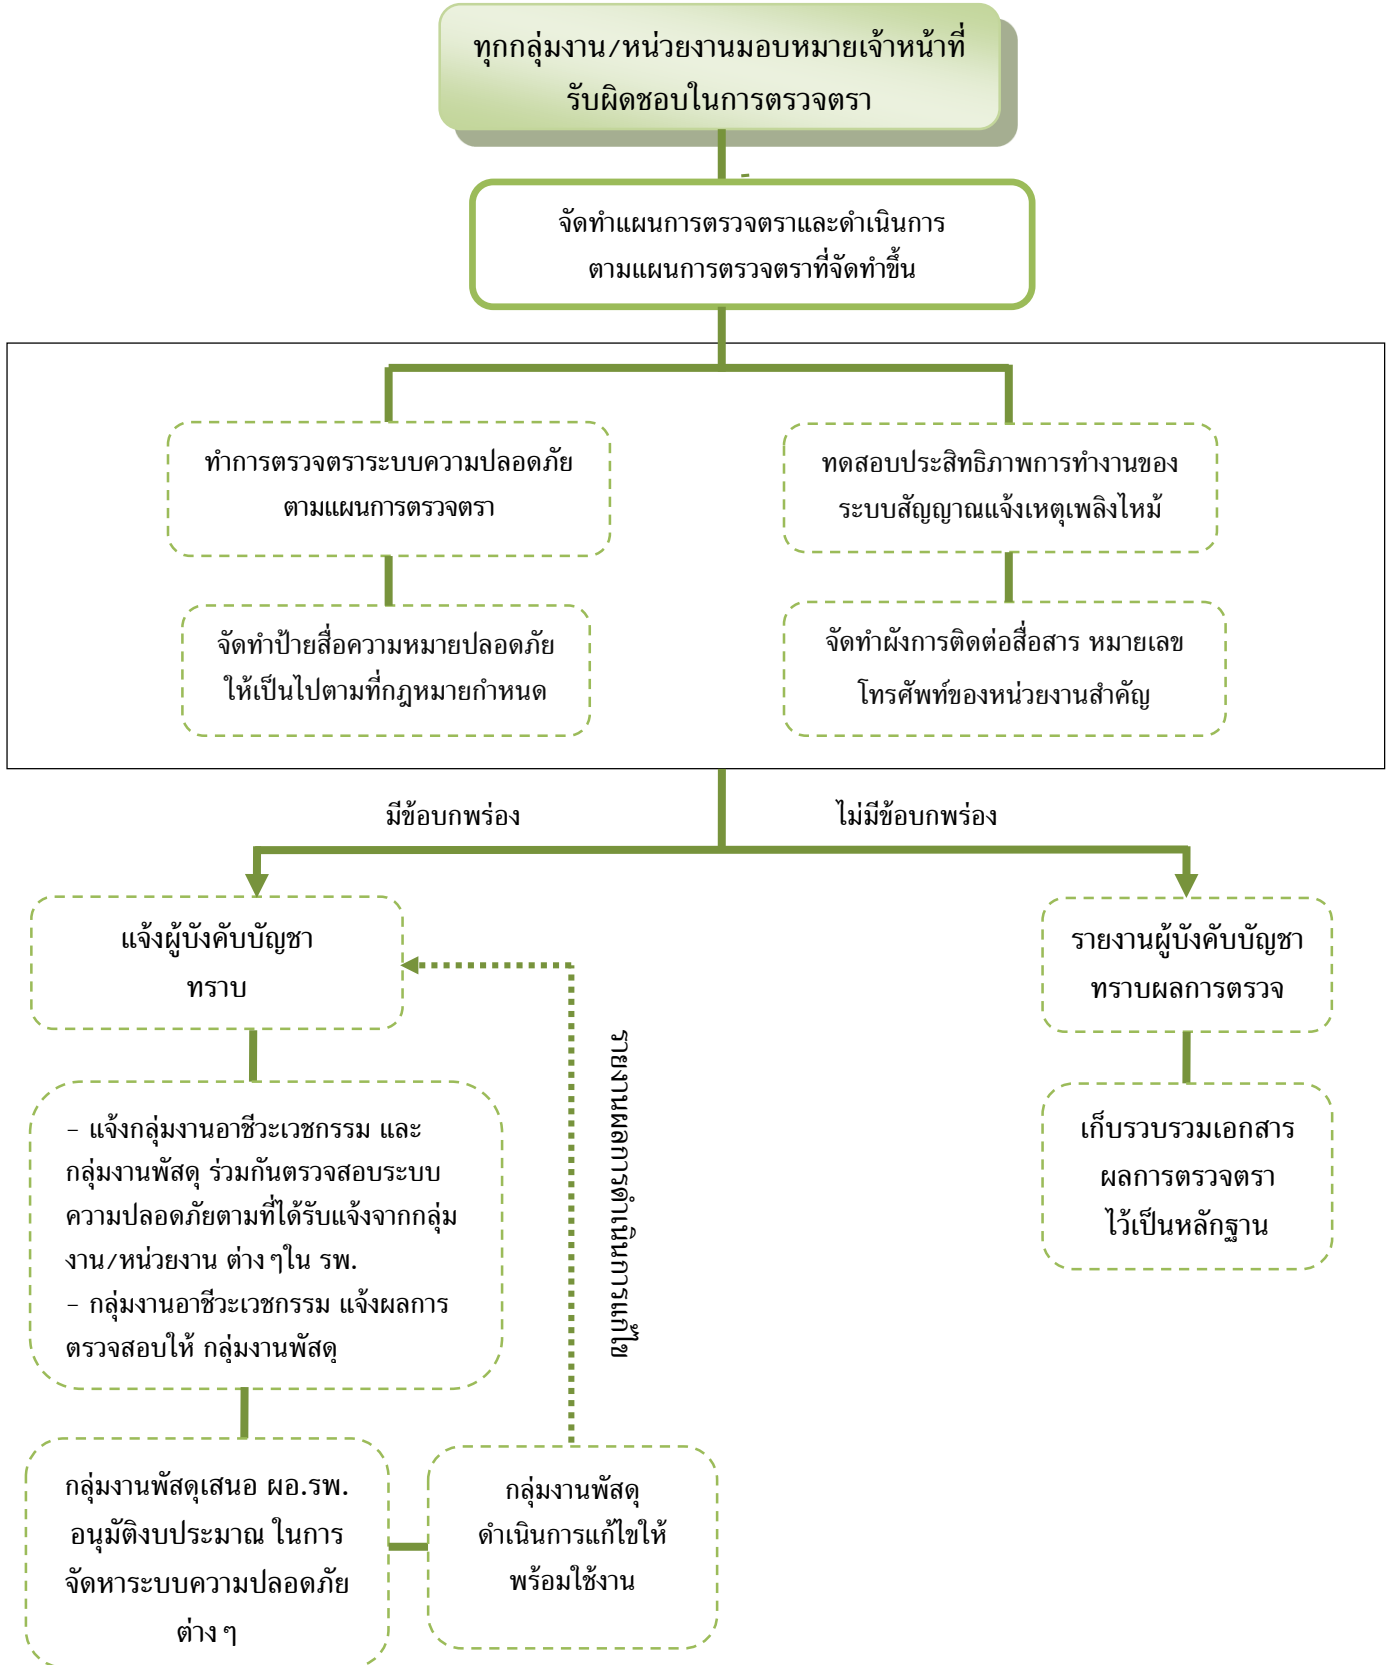 ทุกกลุ่มงาน/หน่วยงานมอบหมายเจ้าหน้าที่
รับผิดชอบในการตรวจตรา
จัดทำแผนการตรวจตราและดำเนินการ
ตามแผนการตรวจตราที่จัดทำขึ้น
ทำการตรวจตราระบบความปลอดภัย
ตามแผนการตรวจตรา
ทดสอบประสิทธิภาพการทำงานของ
ระบบสัญญาณแจ้งเหตุเพลิงไหม้
จัดทำป้ายสื่อความหมายปลอดภัย
ให้เป็นไปตามที่กฎหมายกำหนด
จัดทำผังการติดต่อสื่อสาร หมายเลข
โทรศัพท์ของหน่วยงานสำคัญ
มีข้อบกพร่อง
ไม่มีข้อบกพร่อง
แจ้งผู้บังคับบัญชา
ทราบ
รายงานผู้บังคับบัญชา
ทราบผลการตรวจ
รายงานผลการดำเนินการแก้ไข
- แจ้งกลุ่มงานอาชีวะเวชกรรม และ
กลุ่มงานพัสดุ ร่วมกันตรวจสอบระบบ
ความปลอดภัยตามที่ได้รับแจ้งจากกลุ่ม
งาน/หน่วยงาน ต่างๆใน รพ.
- กลุ่มงานอาชีวะเวชกรรม แจ้งผลการ
ตรวจสอบให้ กลุ่มงานพัสดุ
เก็บรวบรวมเอกสาร
ผลการตรวจตรา
ไว้เป็นหลักฐาน
กลุ่มงานพัสดุเสนอ ผอ.รพ.
อนุมัติงบประมาณ ในการ
จัดหาระบบความปลอดภัย
ต่างๆ
กลุ่มงานพัสดุ
ดำเนินการแก้ไขให้
พร้อมใช้งาน